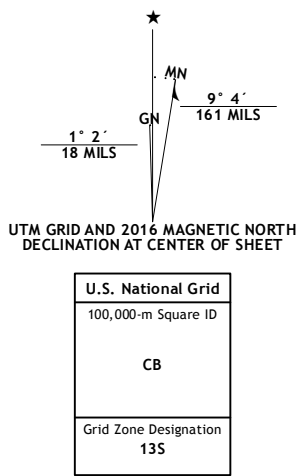 MN
GN
9° 4´
161 MILS
1° 2´
18 MILS
UTM GRID AND 2016 MAGNETIC NORTH
DECLINATION AT CENTER OF SHEET
U.S. National Grid
100,000-m Square ID
CB
Grid Zone Designation
13S